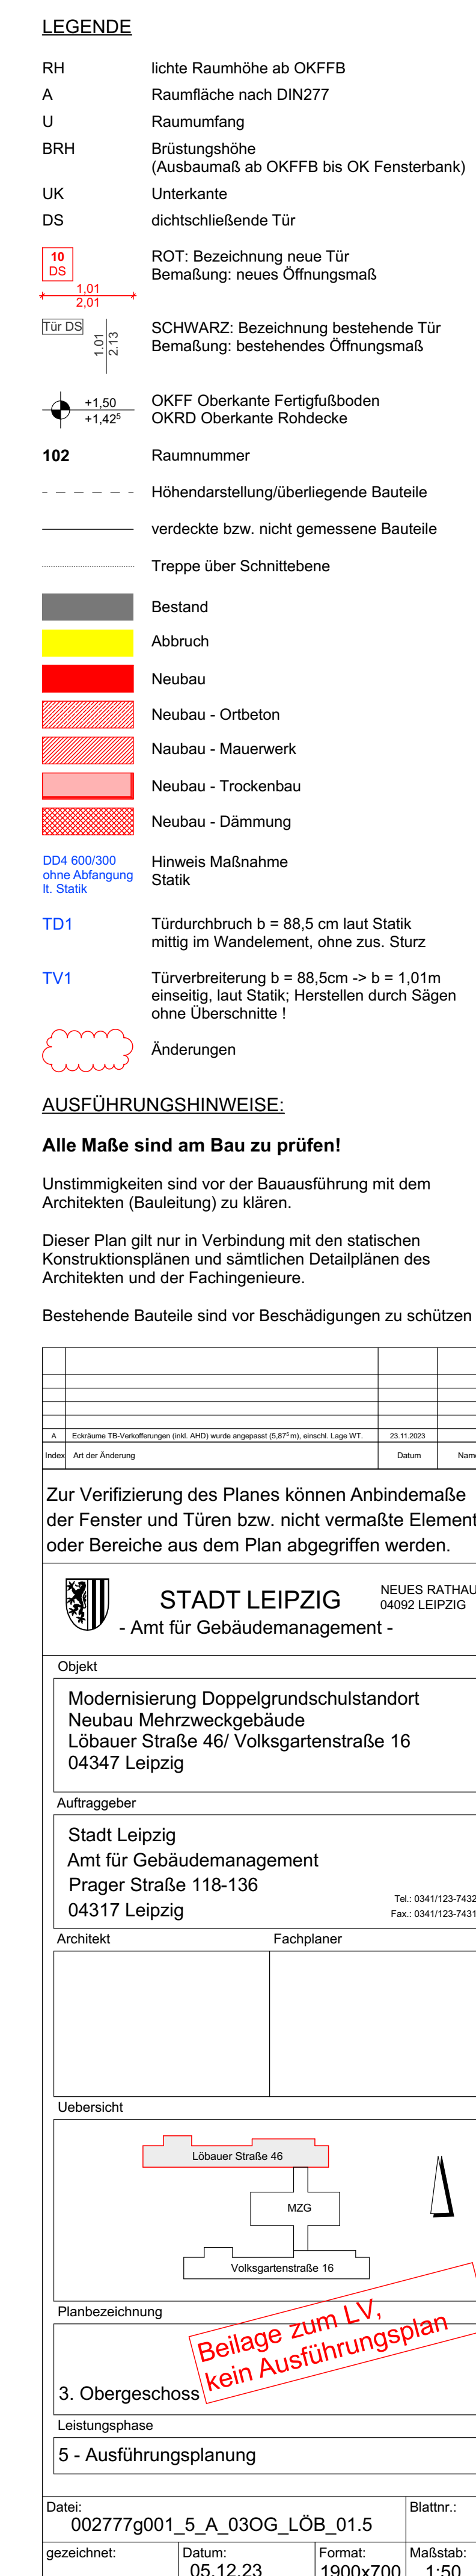 LEGENDE
RH lichte Raumhöhe ab OKFFB
A Raumfläche nach DIN277
U Raumumfang
BRH Brüstungshöhe
(Ausbaumaß ab OKFFB bis OK Fensterbank)
UK Unterkante
DS dichtschließende Tür
10
DS
ROT: Bezeichnung neue Tür
Bemaßung: neues Öffnungsmaß
1,01
2,01
Tür DS
1.01
2.13
SCHWARZ: Bezeichnung bestehende Tür
Bemaßung: bestehendes Öffnungsmaß
+1,50 OKFF Oberkante Fertigfußboden
+1,42⁵ OKRD Oberkante Rohdecke
102 Raumnummer
Höhendarstellung/überliegende Bauteile
verdeckte bzw. nicht gemessene Bauteile
Treppe über Schnittebene
Bestand
Abbruch
Neubau
Neubau - Ortbeton
Naubau - Mauerwerk
Neubau - Trockenbau
Neubau - Dämmung
DD4 600/300
ohne Abfangung
lt. Statik
Hinweis Maßnahme
Statik
TD1 Türdurchbruch b = 88,5 cm laut Statik
mittig im Wandelement, ohne zus. Sturz
TV1 Türverbreiterung b = 88,5cm -> b = 1,01m
einseitig, laut Statik; Herstellen durch Sägen
ohne Überschnitte !
Änderungen
AUSFÜHRUNGSHINWEISE:
Alle Maße sind am Bau zu prüfen!
Unstimmigkeiten sind vor der Bauausführung mit dem
Architekten (Bauleitung) zu klären.
Dieser Plan gilt nur in Verbindung mit den statischen
Konstruktionsplänen und sämtlichen Detailplänen des
Architekten und der Fachingenieure.
Bestehende Bauteile sind vor Beschädigungen zu schützen
A Eckräume TB-Verkofferungen (inkl. AHD) wurde angepasst (5,87⁵ m), einschl. Lage WT. 23.11.2023
Index Art der Änderung Datum Nam
Zur Verifizierung des Planes können Anbindemaße
der Fenster und Türen bzw. nicht vermaßte Element
oder Bereiche aus dem Plan abgegriffen werden.
STADT LEIPZIG
- Amt für Gebäudemanagement -
NEUES RATHAU
04092 LEIPZIG
Objekt
Modernisierung Doppelgrundschulstandort
Neubau Mehrzweckgebäude
Löbauer Straße 46/ Volksgartenstraße 16
04347 Leipzig
Auftraggeber
Stadt Leipzig
Amt für Gebäudemanagement
Prager Straße 118-136
04317 Leipzig
Tel.: 0341/123-7432
Fax.: 0341/123-7431
Architekt Fachplaner
Uebersicht
Löbauer Straße 46
MZG
Volksgartenstraße 16
Planbezeichnung
Beilage zum LV,
kein Ausführungsplan
3. Obergeschoss
Leistungsphase
5 - Ausführungsplanung
Datei: Blattnr.:
002777g001_5_A_03OG_LÖB_01.5
gezeichnet: Datum: Format: Maßstab:
05.12.23 1900x700 1:50